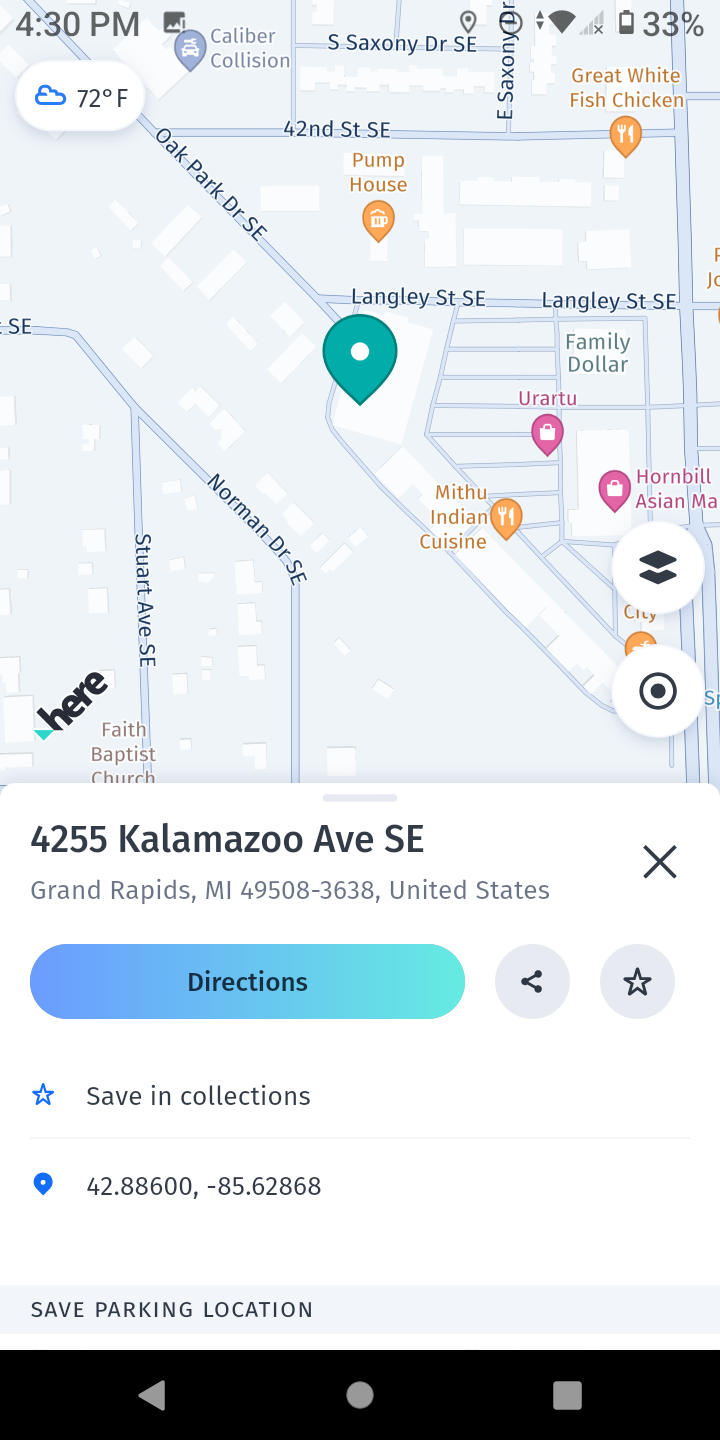 4:30 PM
33%
Caliber
Collision
S Saxony Dr SE
E Saxony Dr
72°F
Great White
Fish Chicken
42nd St SE
Oak Park Dr SE
Pump
House
Langley St SE
Langley St SE
SE
Family
Dollar
Urartu
Hornbill
Asian Ma
Mithu
Indian
Cuisine
Norman Dr SE
Stuart Ave SE
City
here
Sp
Faith
Baptist
Church
4255 Kalamazoo Ave SE
Grand Rapids, MI 49508-3638, United States
Directions
Save in collections
42.88600, -85.62868
SAVE PARKING LOCATION